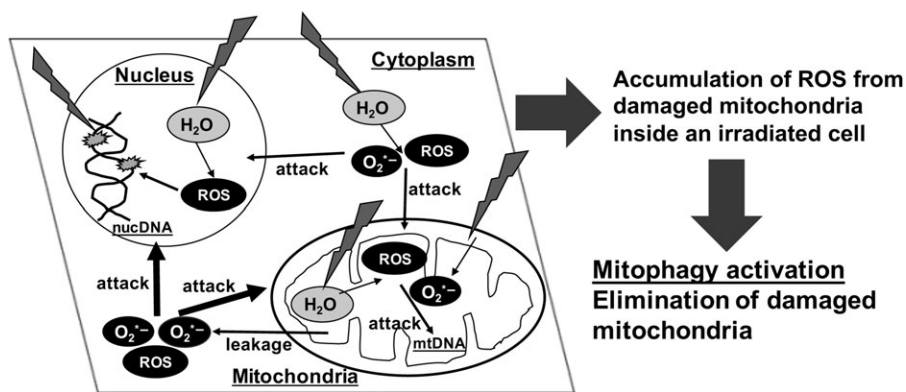 Nucleus
Cytoplasm
H₂O
H₂O
O₂•–
ROS
attack
ROS
attack
nucDNA
ROS
attack
attack
H₂O
O₂•–
attack
mtDNA
O₂•–
O₂•–
ROS
leakage
Mitochondria
Accumulation of ROS from
damaged mitochondria
inside an irradiated cell
Mitophagy activation
Elimination of damaged
mitochondria